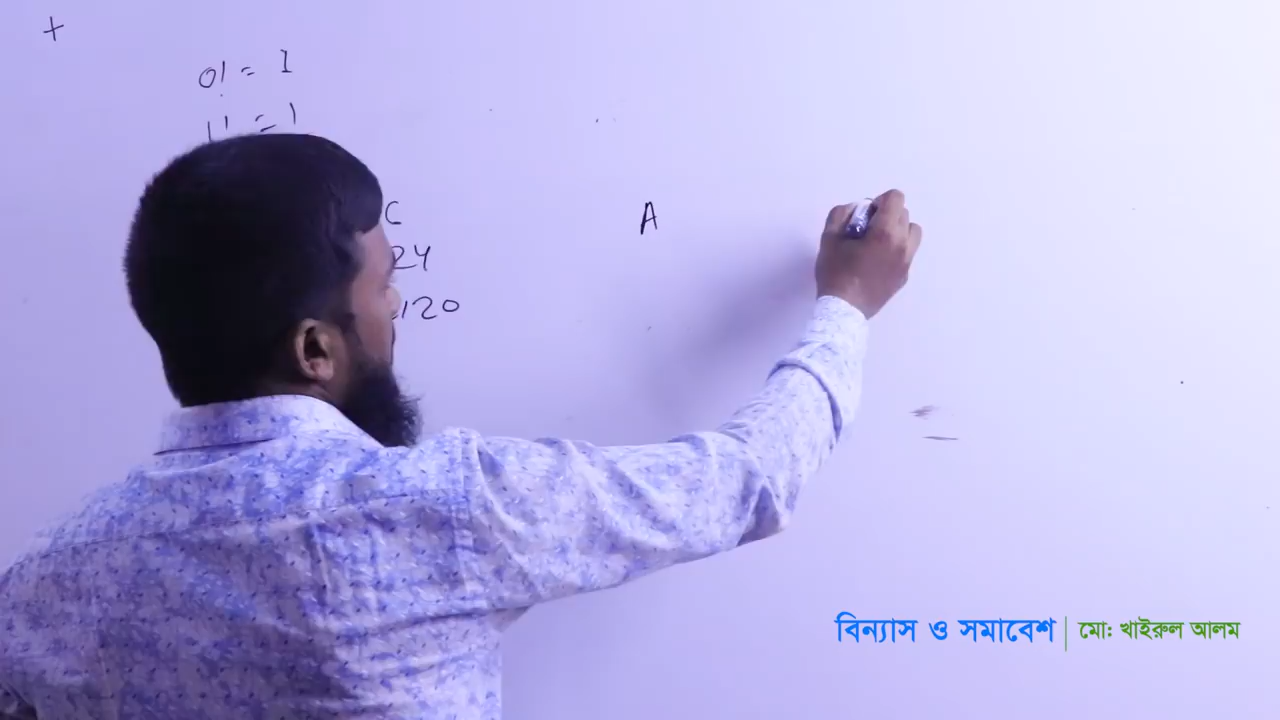 +
0! = 1
1! = 1
24
120
A
বিন্যাস ও সমাবেশ | মো: খাইরুল আলম